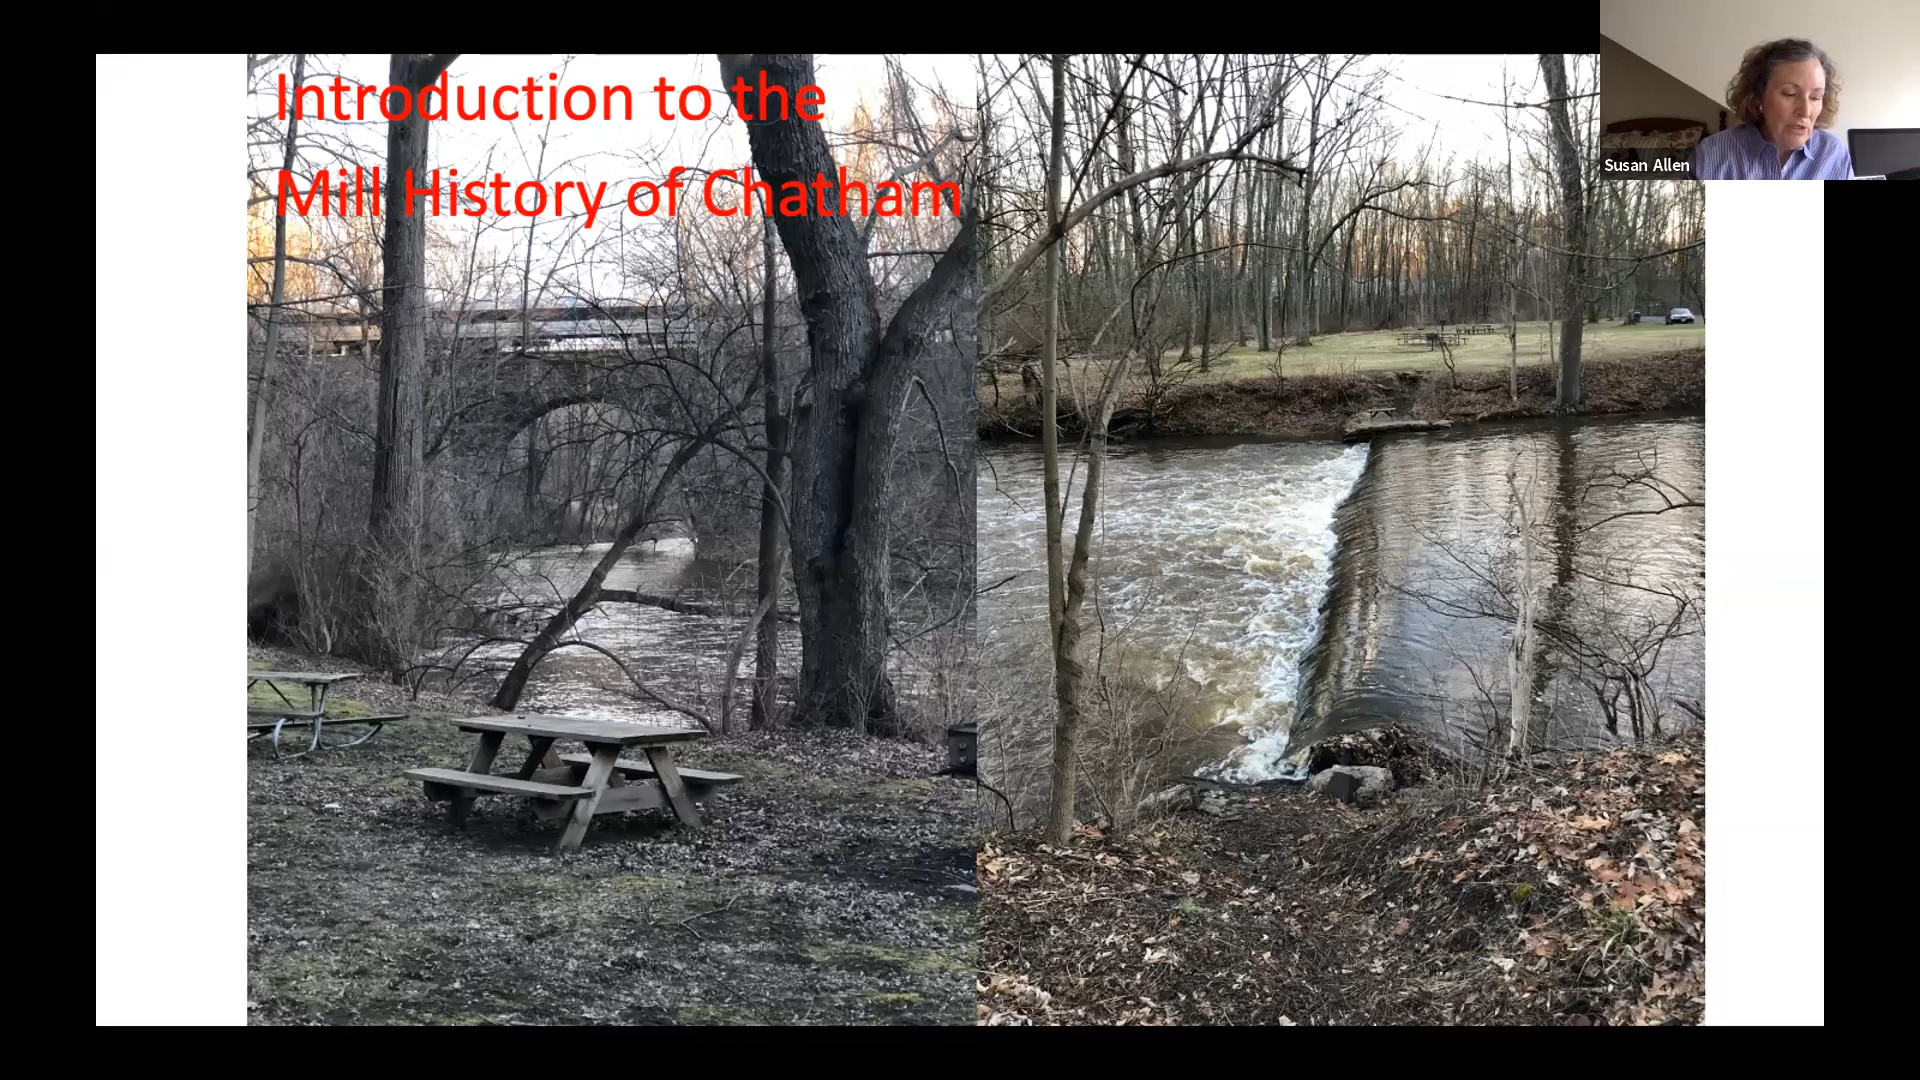 Introduction to the
Mill History of Chatham
Susan Allen